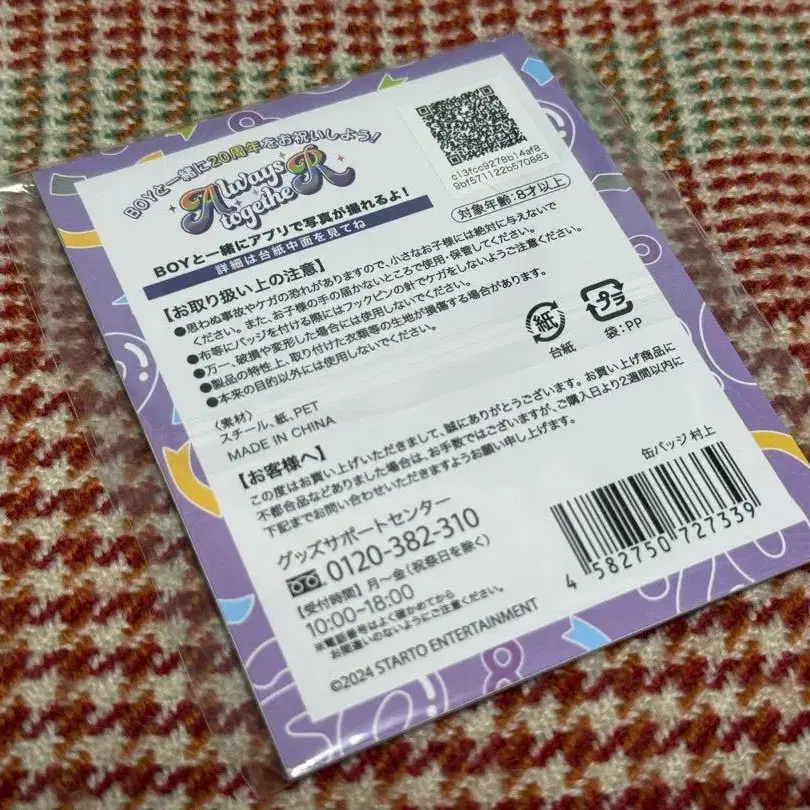 BOYと一緒に20周年をお祝いしよう!
Always
togetheR
BOYと一緒にアプリで写真が撮れるよ!
詳細は台紙中面を見てね
c13fcc9278b14af8
9bf571122b570883
対象年齢:8才以上
【お取り扱い上の注意】
●思わぬ事故やケガの恐れがありますので、小さなお子様には絶対に与えないで
ください。また、お子様の手の届かないところで使用・保管してください。
●布等にバッジを付ける際にはフックピンの針でケガをしないようご注意ください。
●万一、破損や変形した場合には使用しないでください。
●製品の特性上、取り付けた衣類等の生地が損傷する場合があります。
●本来の目的以外には使用しないでください。
〈素材〉
スチール、紙、PET
MADE IN CHINA
紙
台紙
プラ
袋:PP
【お客様へ】
この度はお買い上げいただきまして、誠にありがとうございます。お買い上げ商品に
不都合品などありました場合は、お手数ではございますが、ご購入日より2週間以内に
下記までお問い合わせいただきますようお願い申し上げます。
グッズサポートセンター
0120-382-310
【受付時間】月〜金(祝祭日を除く)
10:00~18:00
※電話番号はよく確かめてから
お間違いのないようにご注意ください。
缶バッジ 村上
4 582750 727339
©2024 STARTO ENTERTAINMENT